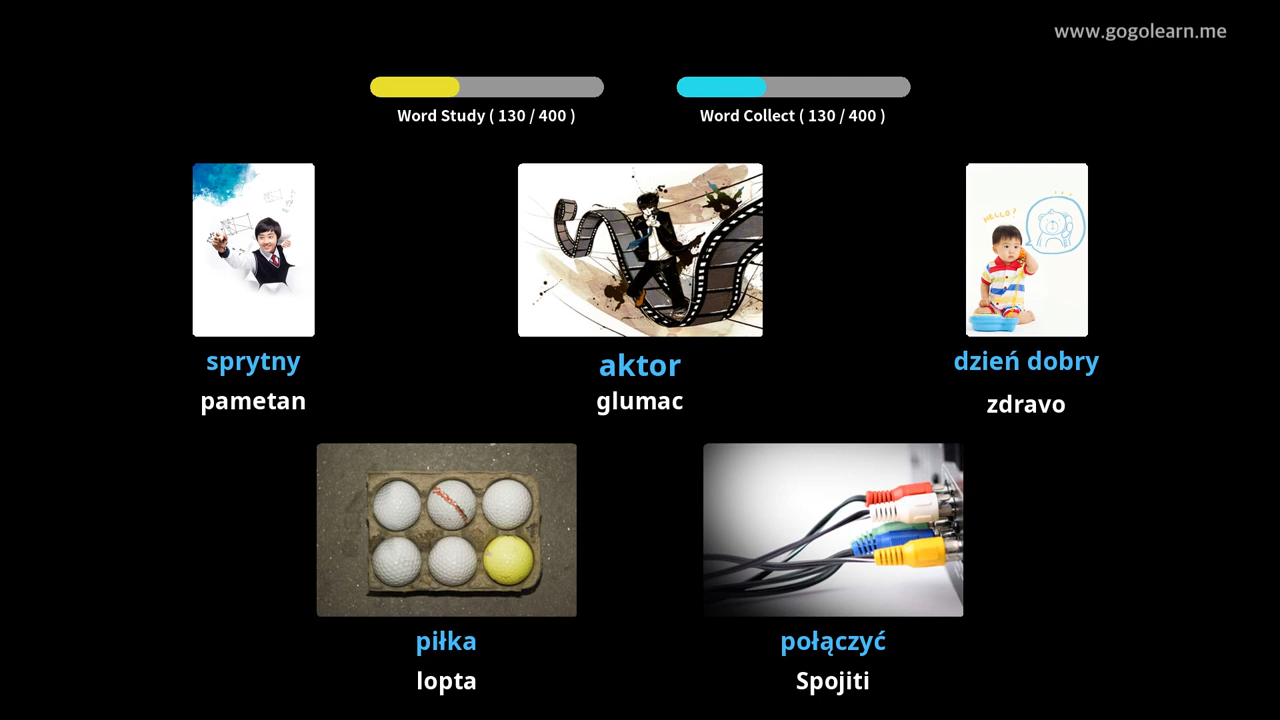 www.gogolearn.me
Word Study ( 130 / 400 )
Word Collect ( 130 / 400 )
HELLO?
sprytny
pametan
aktor
glumac
dzień dobry
zdravo
piłka
lopta
połączyć
Spojiti